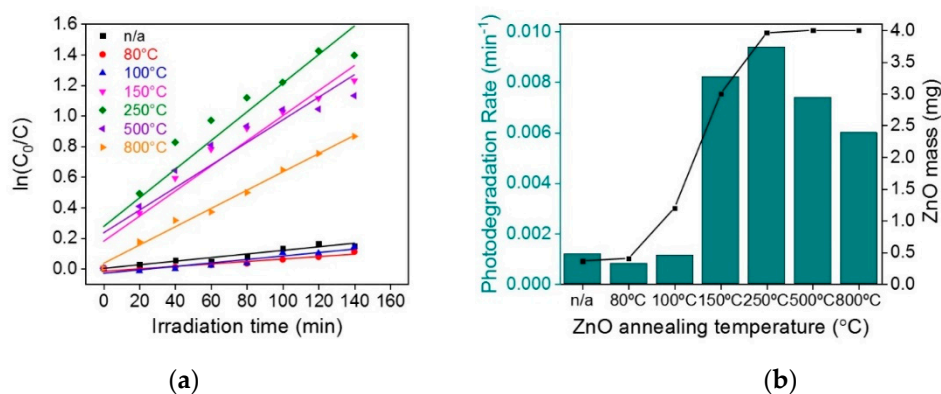 1.6
1.4
1.2
1.0
0.8
0.6
0.4
0.2
0.0
ln(C₀/C)
n/a
80°C
100°C
150°C
250°C
500°C
800°C
0 20 40 60 80 100 120 140 160
Irradiation time (min)
(a)
0.010
0.008
0.006
0.004
0.002
0.000
Photodegradation Rate (min⁻¹)
4.0
3.5
3.0
2.5
2.0
1.5
1.0
0.5
0.0
ZnO mass (mg)
n/a 80ºC 100ºC 150ºC 250ºC 500ºC 800ºC
ZnO annealing temperature (°C)
(b)